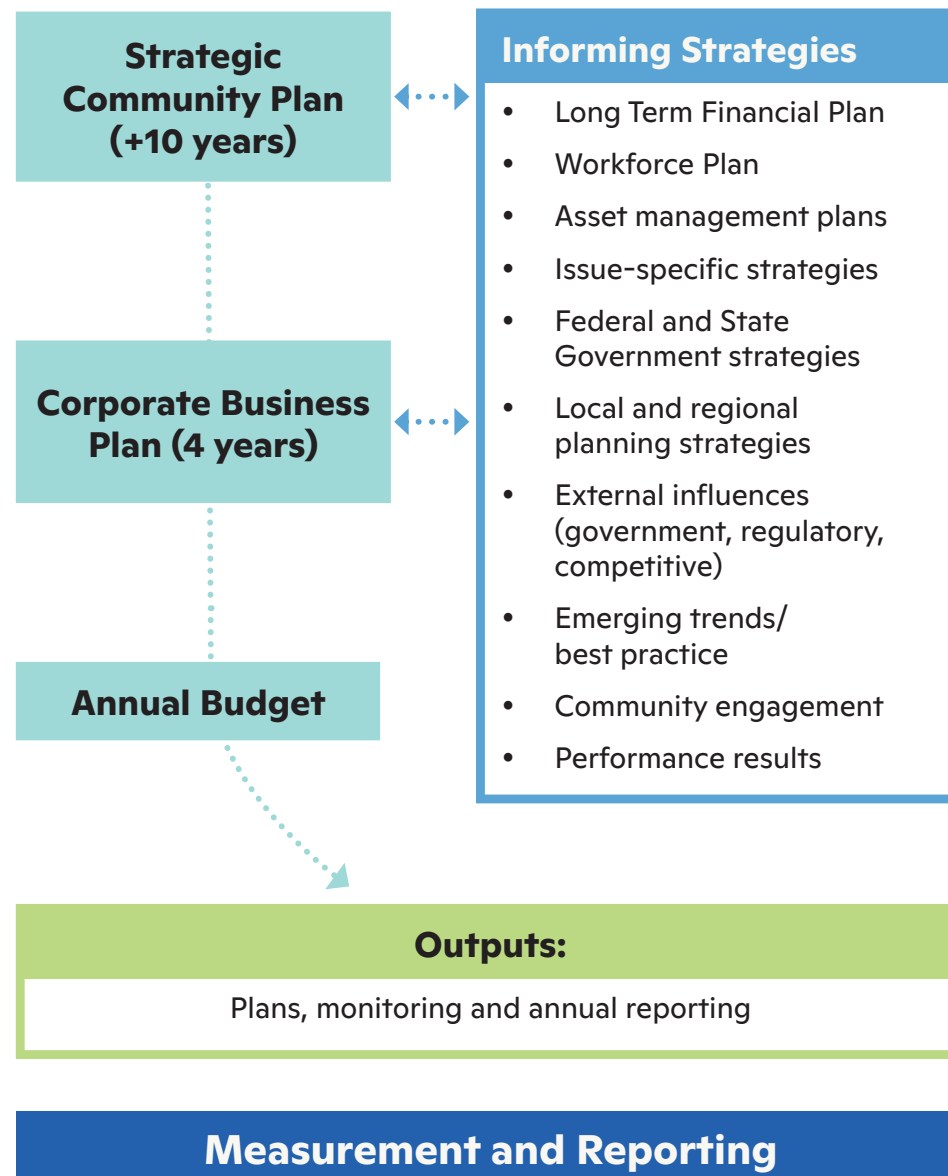 Strategic
Community Plan
(+10 years)
Corporate Business
Plan (4 years)
Annual Budget
Informing Strategies
• Long Term Financial Plan
• Workforce Plan
• Asset management plans
• Issue-specific strategies
• Federal and State
Government strategies
• Local and regional
planning strategies
• External influences
(government, regulatory,
competitive)
• Emerging trends/
best practice
• Community engagement
• Performance results
Outputs:
Plans, monitoring and annual reporting
Measurement and Reporting